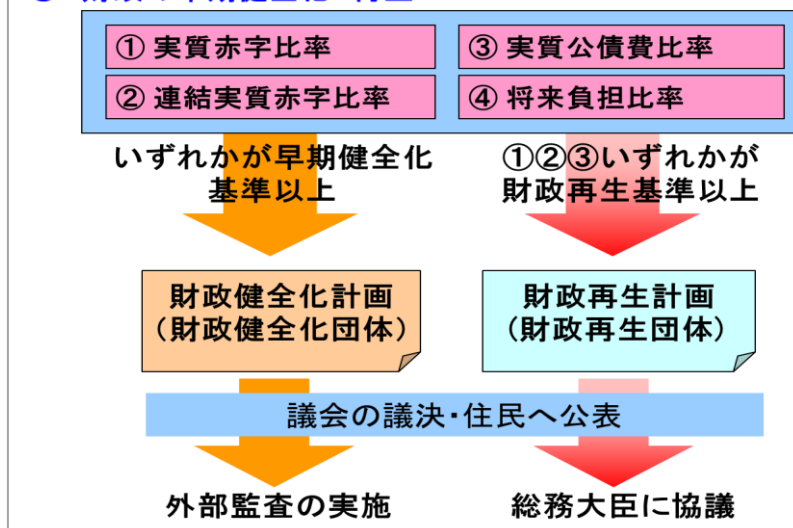 ① 実質赤字比率
③ 実質公債費比率
② 連結実質赤字比率
④ 将来負担比率
いずれかが早期健全化
基準以上
①②③いずれかが
財政再生基準以上
財政健全化計画
（財政健全化団体）
財政再生計画
（財政再生団体）
議会の議決・住民へ公表
外部監査の実施
総務大臣に協議